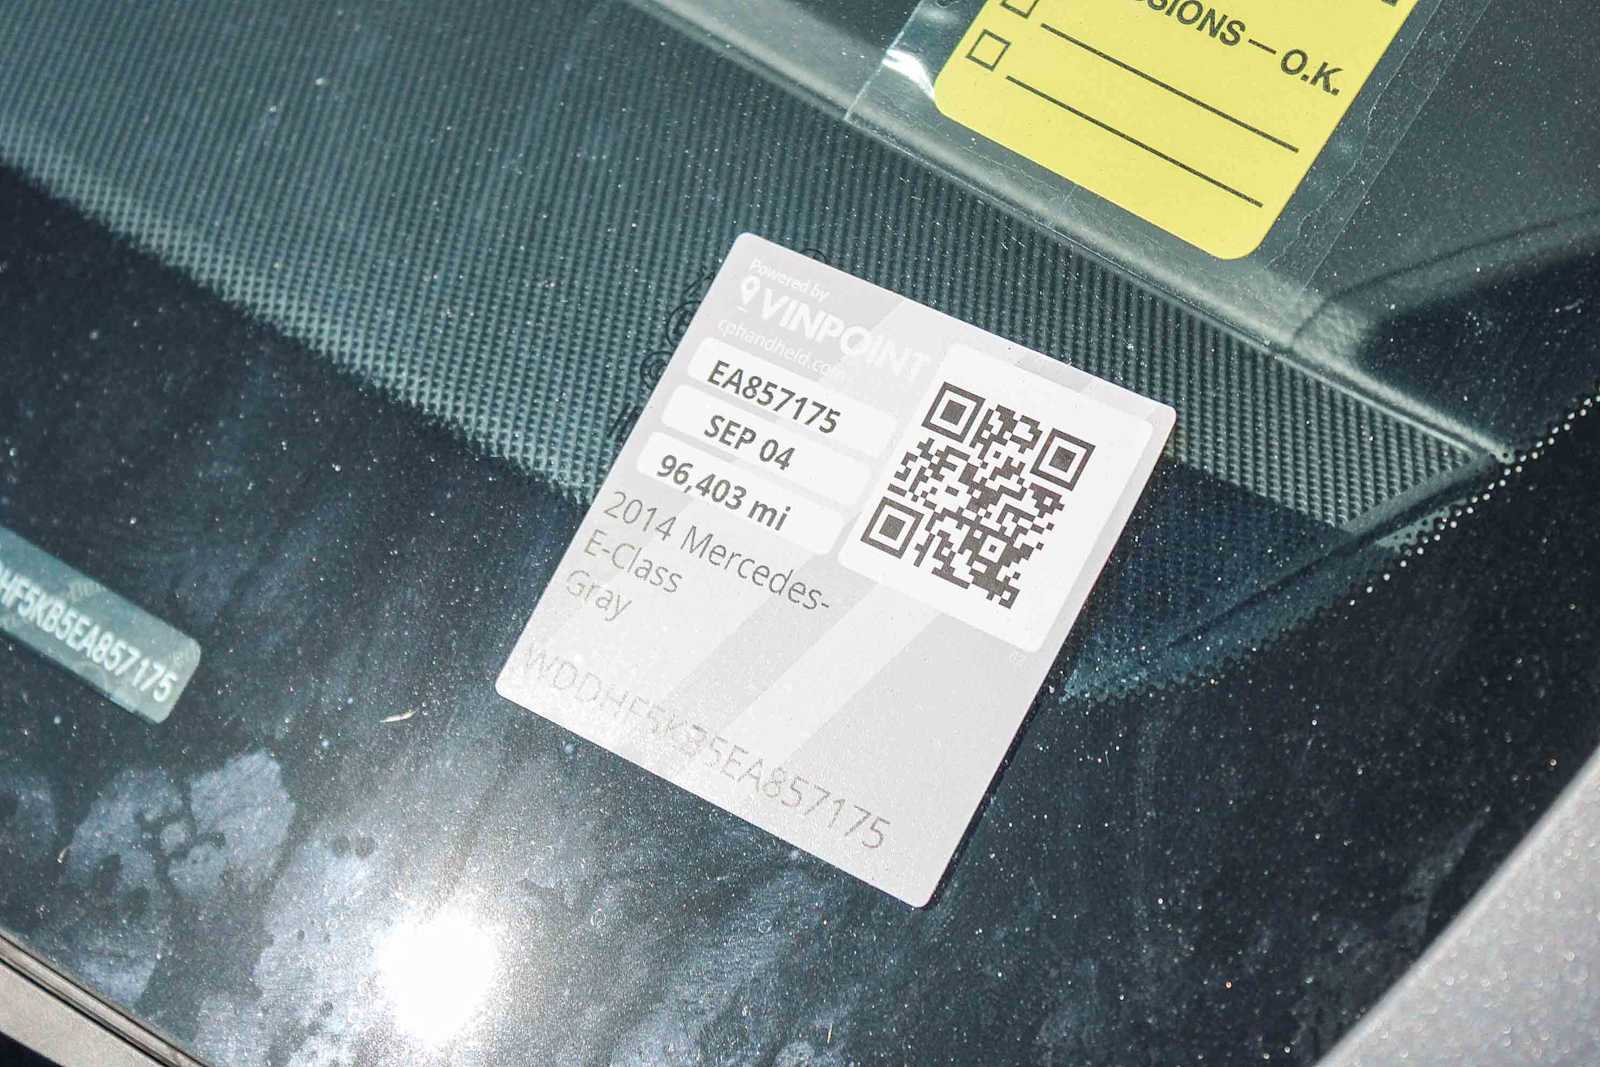 SIONS — O.K.
Powered by
VINPOINT
cphandheld.com
EA857175
SEP 04
96,403 mi
2014 Mercedes-
E-Class
Gray
WDDHF5KB5EA857175
HF5KB5EA857175